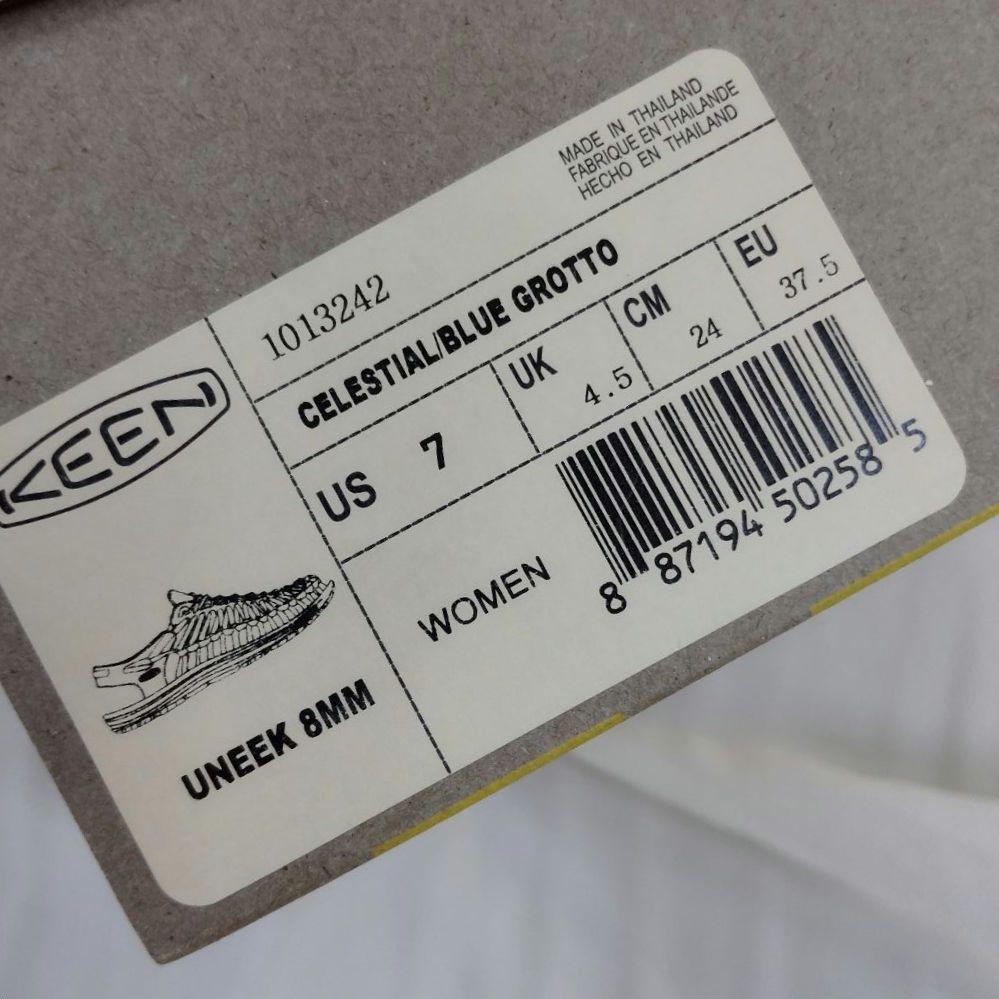 MADE IN THAILAND
FABRIQUE EN THAILANDE
HECHO EN THAILAND
1013242
CELESTIAL/BLUE GROTTO
US 7
UK 4.5
CM 24
EU 37.5
KEEN
UNEEK 8MM
WOMEN
8 87194 50258 5